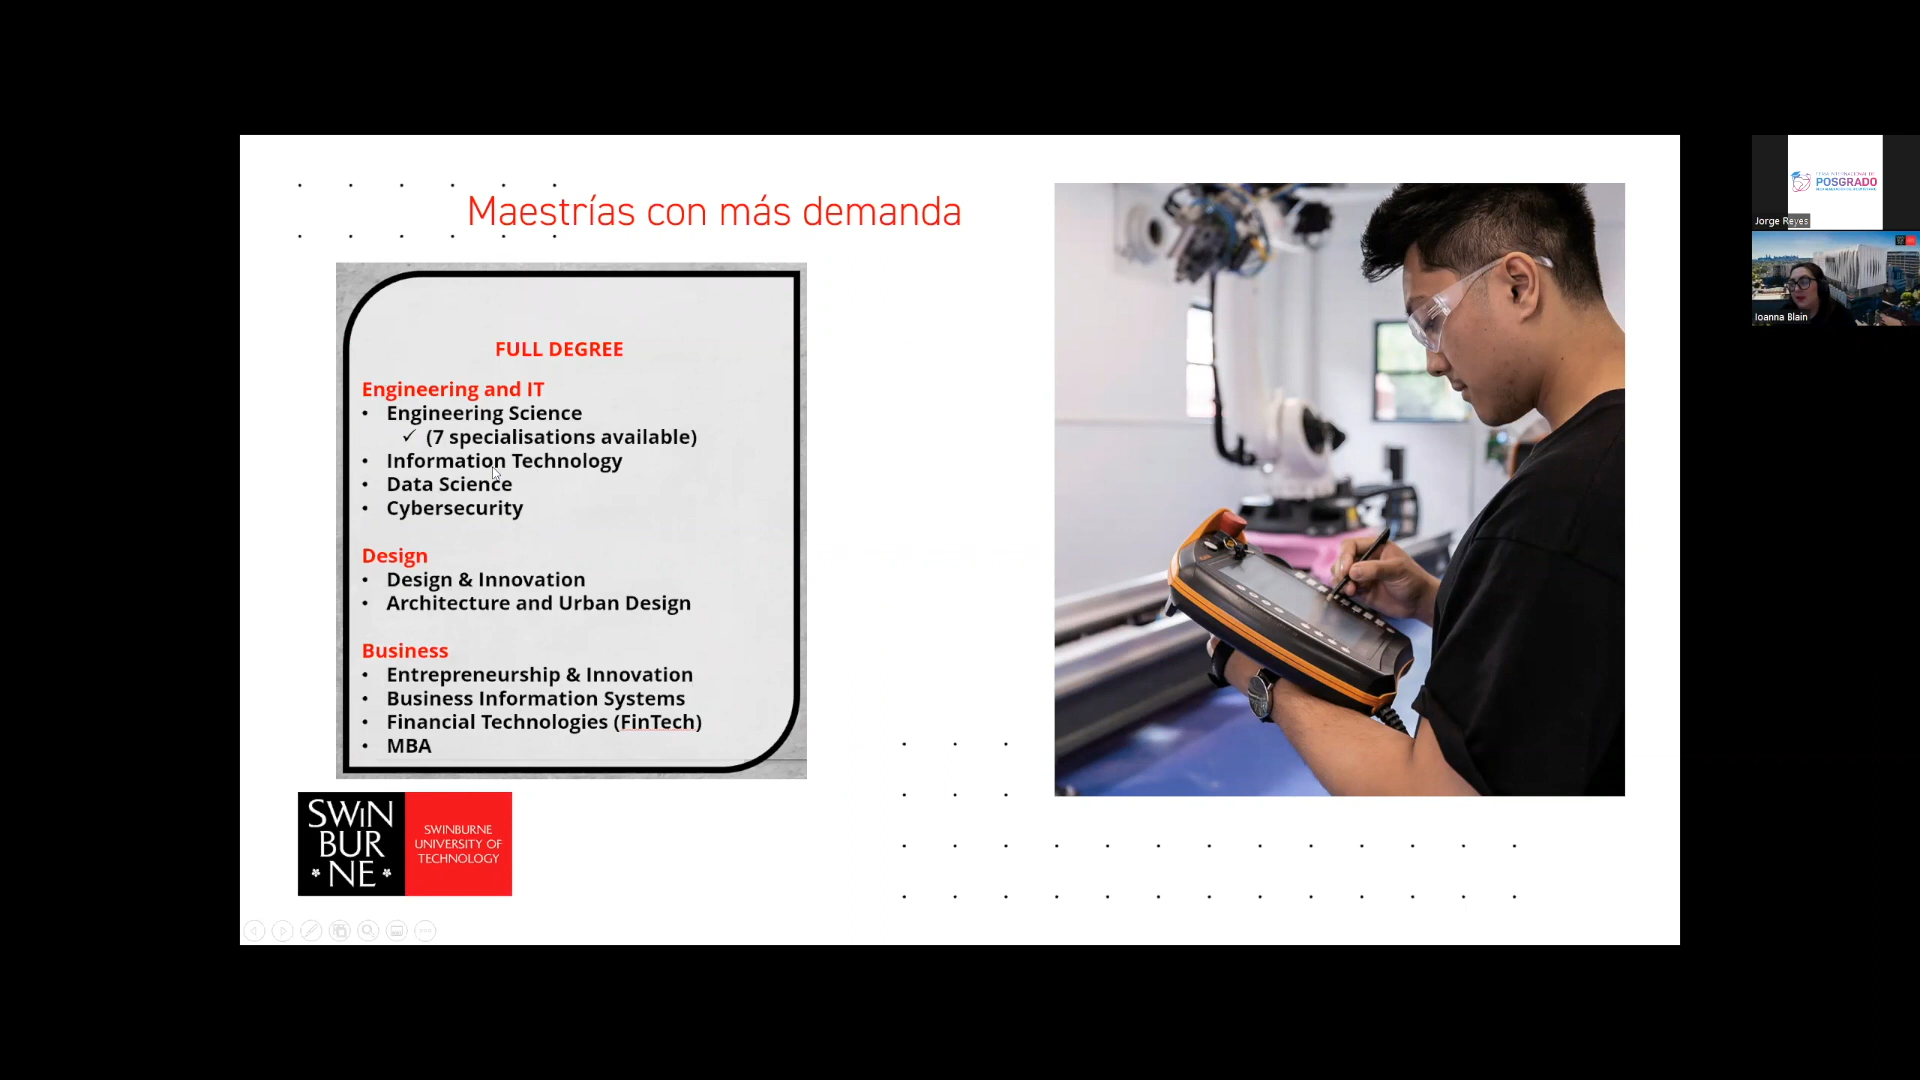 Maestrías con más demanda
FULL DEGREE
Engineering and IT
• Engineering Science
✓ (7 specialisations available)
• Information Technology
• Data Science
• Cybersecurity
Design
• Design & Innovation
• Architecture and Urban Design
Business
• Entrepreneurship & Innovation
• Business Information Systems
• Financial Technologies (FinTech)
• MBA
SWIN
BUR
NE
SWINBURNE
UNIVERSITY OF
TECHNOLOGY
POSGRADO
Jorge Reyes
Ioanna Blain